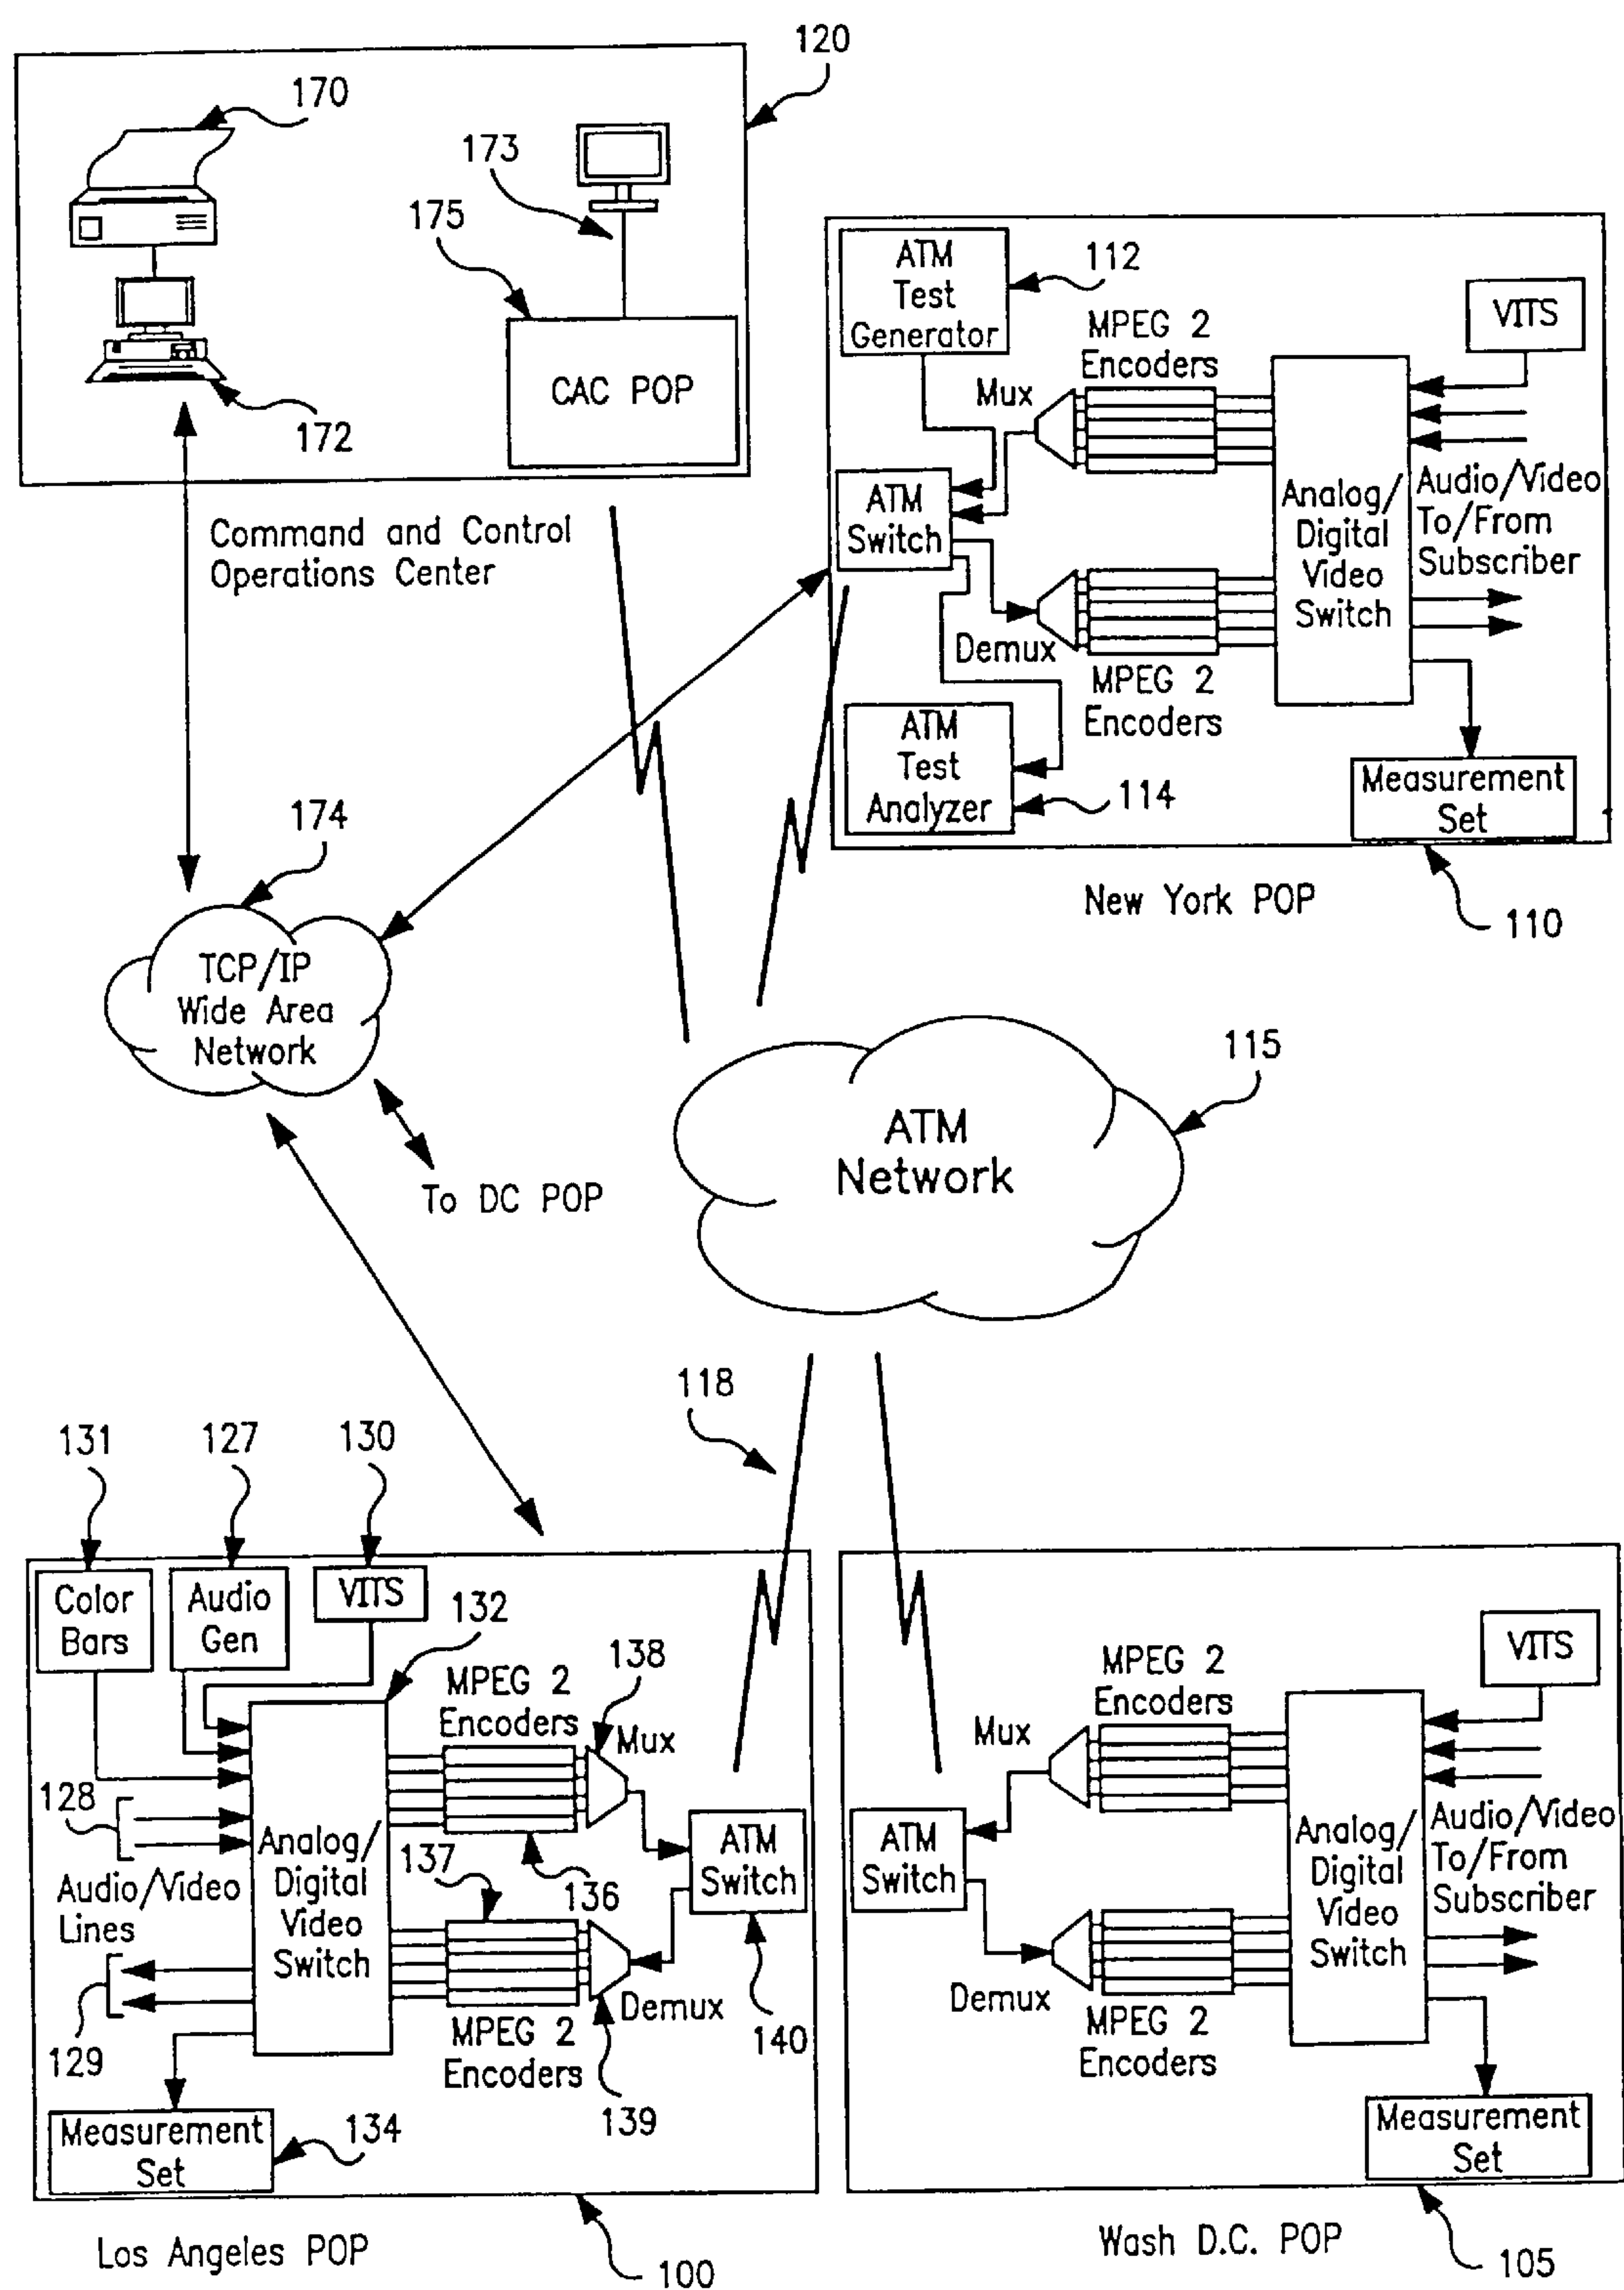 120
170
173
175
CAC POP
172
Command and Control
Operations Center
ATM
Test
Generator
112
MPEG 2
Encoders
VITS
Mux
ATM
Switch
Analog/
Digital
Video
Switch
Audio/Video
To/From
Subscriber
Demux
MPEG 2
Encoders
ATM
Test
Analyzer
114
Measurement
Set
New York POP
110
174
TCP/IP
Wide Area
Network
To DC POP
115
ATM
Network
118
131
127
130
Color
Bars
Audio
Gen
VITS
132
MPEG 2
Encoders
138
Mux
128
Analog/
Digital
Video
Switch
137
136
ATM
Switch
Audio/Video
Lines
129
MPEG 2
Encoders
Demux
139
140
Measurement
Set
134
Los Angeles POP
100
VITS
MPEG 2
Encoders
Mux
ATM
Switch
Analog/
Digital
Video
Switch
Audio/Video
To/From
Subscriber
Demux
MPEG 2
Encoders
Measurement
Set
Wash D.C. POP
105